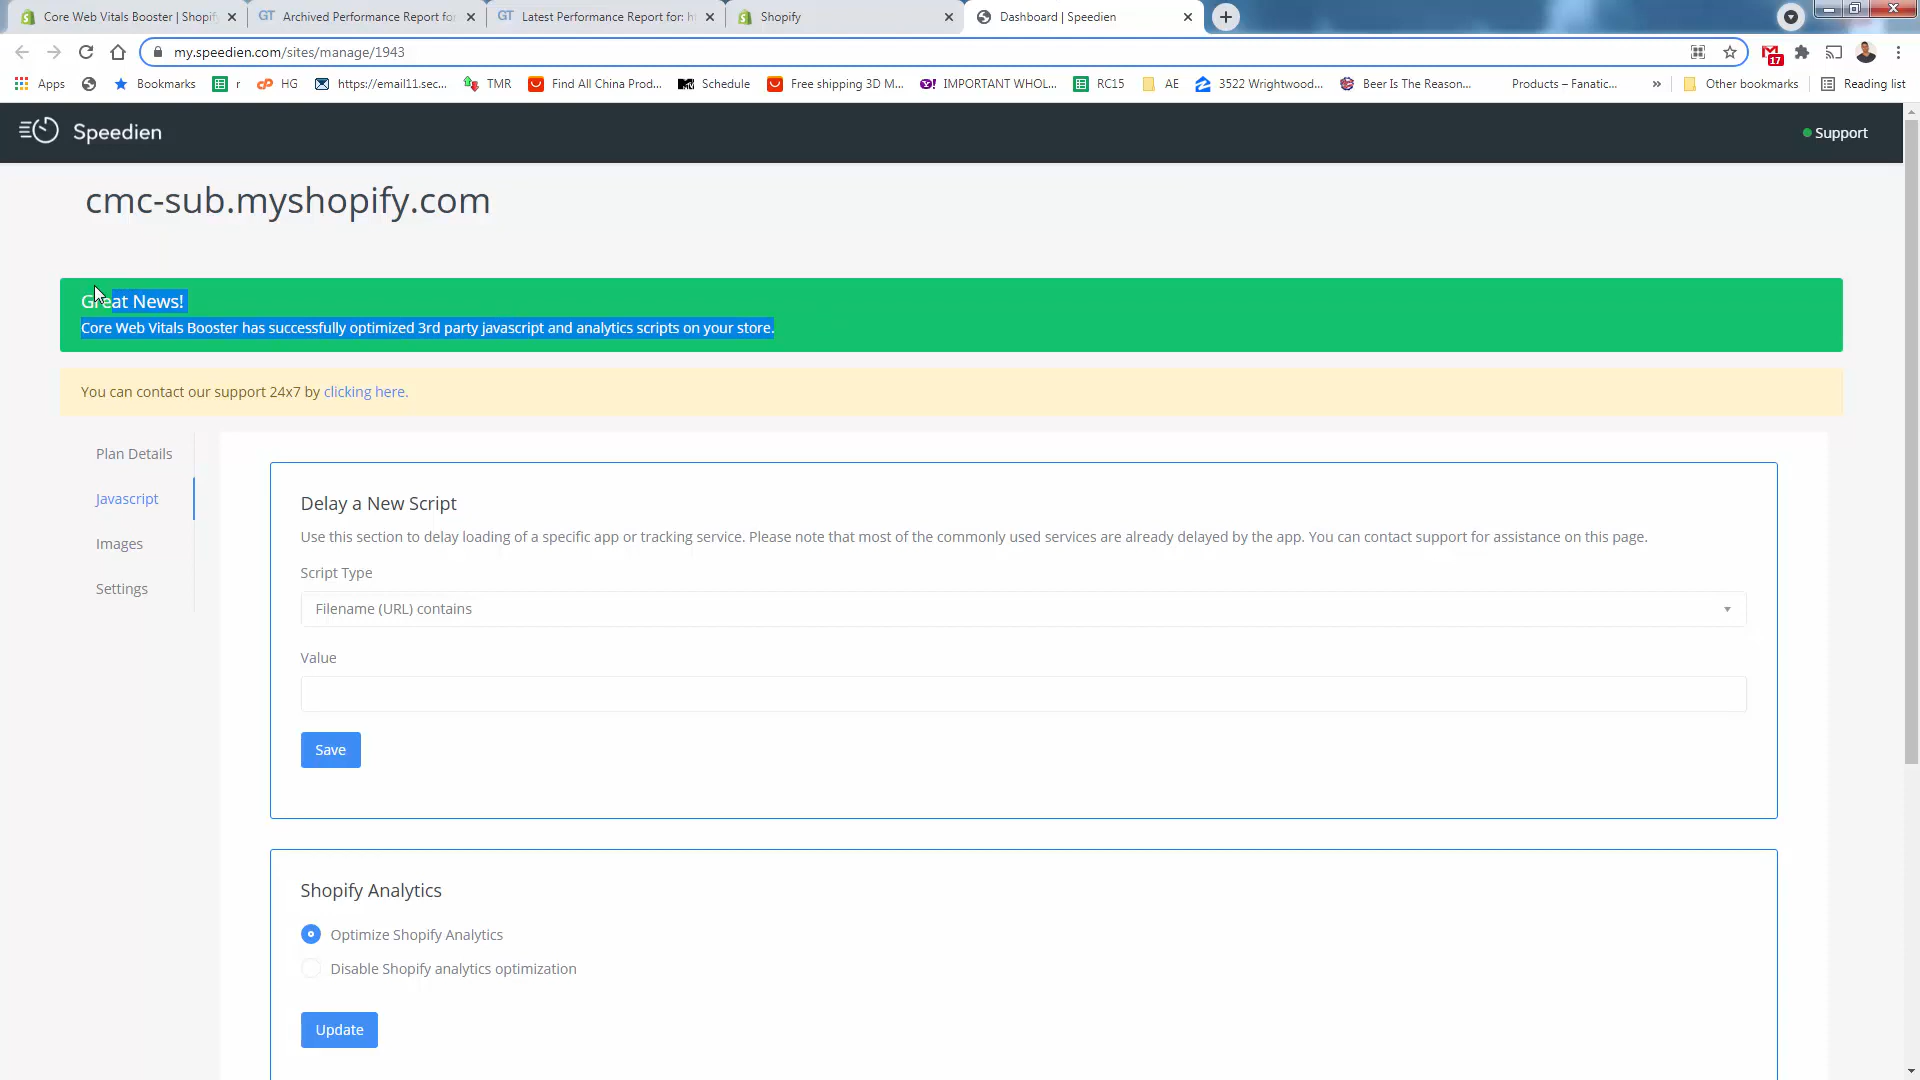 Core Web Vitals Booster | Shopif
Archived Performance Report for
Latest Performance Report for: h
Shopify
Dashboard | Speedien
my.speedien.com/sites/manage/1943
17
Apps
Bookmarks
r
HG
https://email11.sec...
TMR
Find All China Prod...
Schedule
Free shipping 3D M...
IMPORTANT WHOL...
RC15
AE
3522 Wrightwood...
Beer Is The Reason...
Products – Fanatic...
»
Other bookmarks
Reading list
Speedien
Support
cmc-sub.myshopify.com
Great News!
Core Web Vitals Booster has successfully optimized 3rd party javascript and analytics scripts on your store.
You can contact our support 24x7 by clicking here.
Plan Details
Javascript
Images
Settings
Delay a New Script
Use this section to delay loading of a specific app or tracking service. Please note that most of the commonly used services are already delayed by the app. You can contact support for assistance on this page.
Script Type
Filename (URL) contains
Value
Save
Shopify Analytics
Optimize Shopify Analytics
Disable Shopify analytics optimization
Update